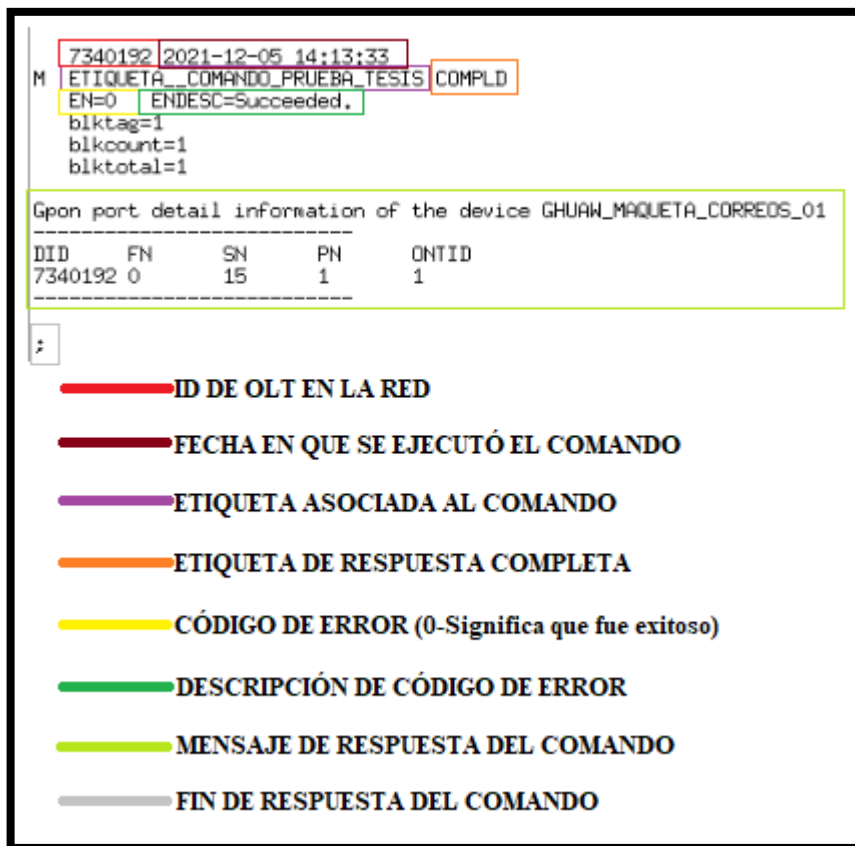 7340192 2021-12-05 14:13:33
M ETIQUETA__COMANDO_PRUEBA_TESIS COMPLD
EN=0 ENDESC=Succeeded.
blktag=1
blkcount=1
blktotal=1
Gpon port detail information of the device GHUAW_MAQUETA_CORREOS_01
---------------------------
DID FN SN PN ONTID
7340192 0 15 1 1
---------------------------
;
ID DE OLT EN LA RED
FECHA EN QUE SE EJECUTÓ EL COMANDO
ETIQUETA ASOCIADA AL COMANDO
ETIQUETA DE RESPUESTA COMPLETA
CÓDIGO DE ERROR (0-Significa que fue exitoso)
DESCRIPCIÓN DE CÓDIGO DE ERROR
MENSAJE DE RESPUESTA DEL COMANDO
FIN DE RESPUESTA DEL COMANDO